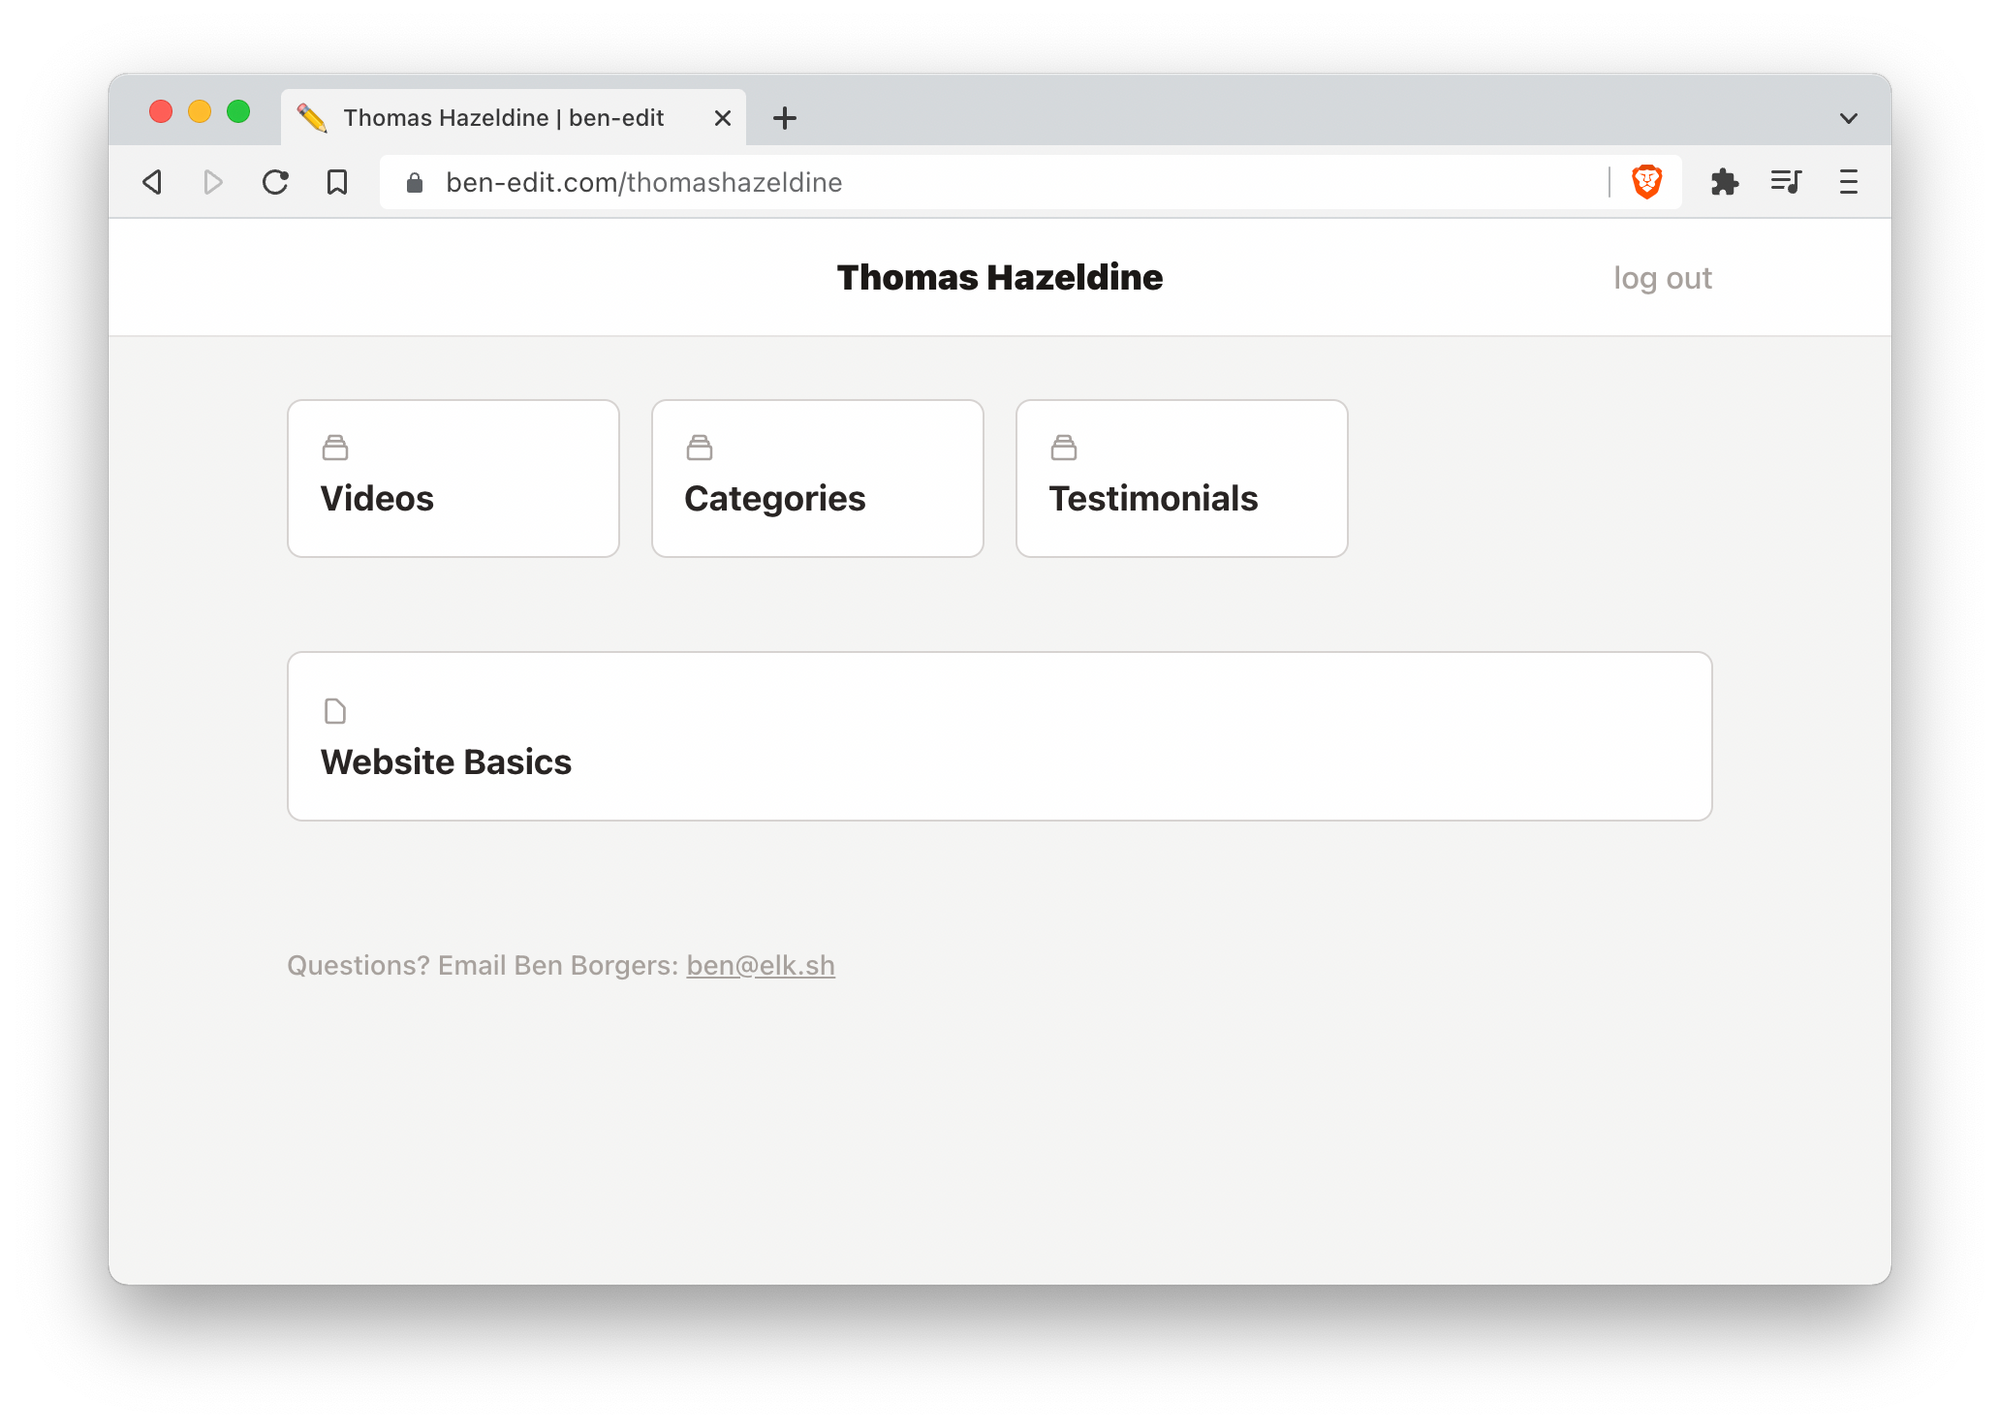 Thomas Hazeldine | ben-edit
ben-edit.com/thomashazeldine
Thomas Hazeldine
log out
Videos
Categories
Testimonials
Website Basics
Questions? Email Ben Borgers: ben@elk.sh